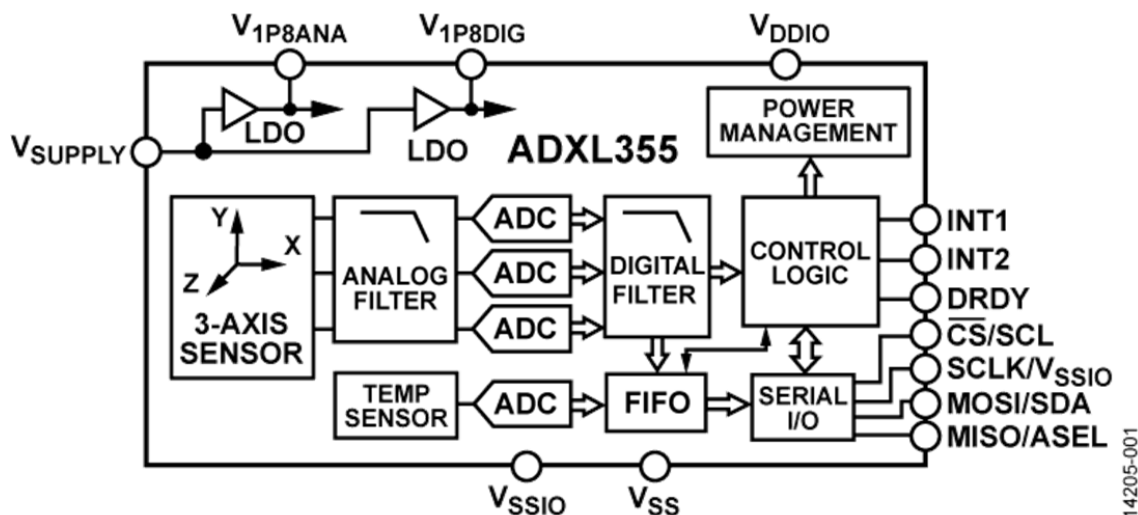 V1P8ANA
V1P8DIG
VDDIO
POWER
MANAGEMENT
LDO
LDO
VSUPPLY
ADXL355
Y
X
Z
3-AXIS
SENSOR
ANALOG
FILTER
ADC
ADC
ADC
DIGITAL
FILTER
CONTROL
LOGIC
INT1
INT2
DRDY
C̅S̅/SCL
SCLK/VSSIO
MOSI/SDA
MISO/ASEL
TEMP
SENSOR
ADC
FIFO
SERIAL
I/O
VSSIO
VSS
14205-001